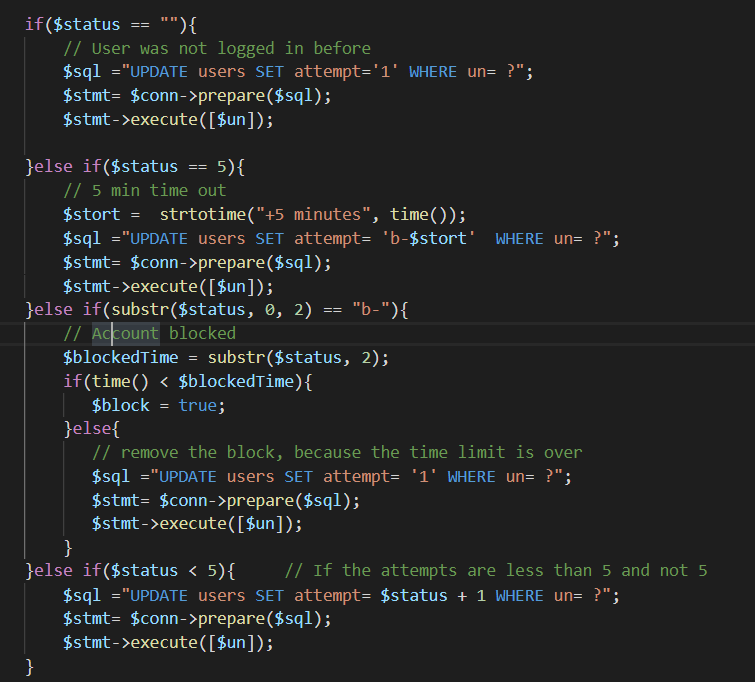 if($status == ""){
// User was not logged in before
$sql ="UPDATE users SET attempt='1' WHERE un= ?";
$stmt= $conn->prepare($sql);
$stmt->execute([$un]);
}else if($status == 5){
// 5 min time out
$stort =  strtotime("+5 minutes", time());
$sql ="UPDATE users SET attempt= 'b-$stort'  WHERE un= ?";
$stmt= $conn->prepare($sql);
$stmt->execute([$un]);
}else if(substr($status, 0, 2) == "b-"){
// Account blocked
$blockedTime = substr($status, 2);
if(time() < $blockedTime){
$block = true;
}else{
// remove the block, because the time limit is over
$sql ="UPDATE users SET attempt= '1' WHERE un= ?";
$stmt= $conn->prepare($sql);
$stmt->execute([$un]);
}
}else if($status < 5){     // If the attempts are less than 5 and not 5
$sql ="UPDATE users SET attempt= $status + 1 WHERE un= ?";
$stmt= $conn->prepare($sql);
$stmt->execute([$un]);
}